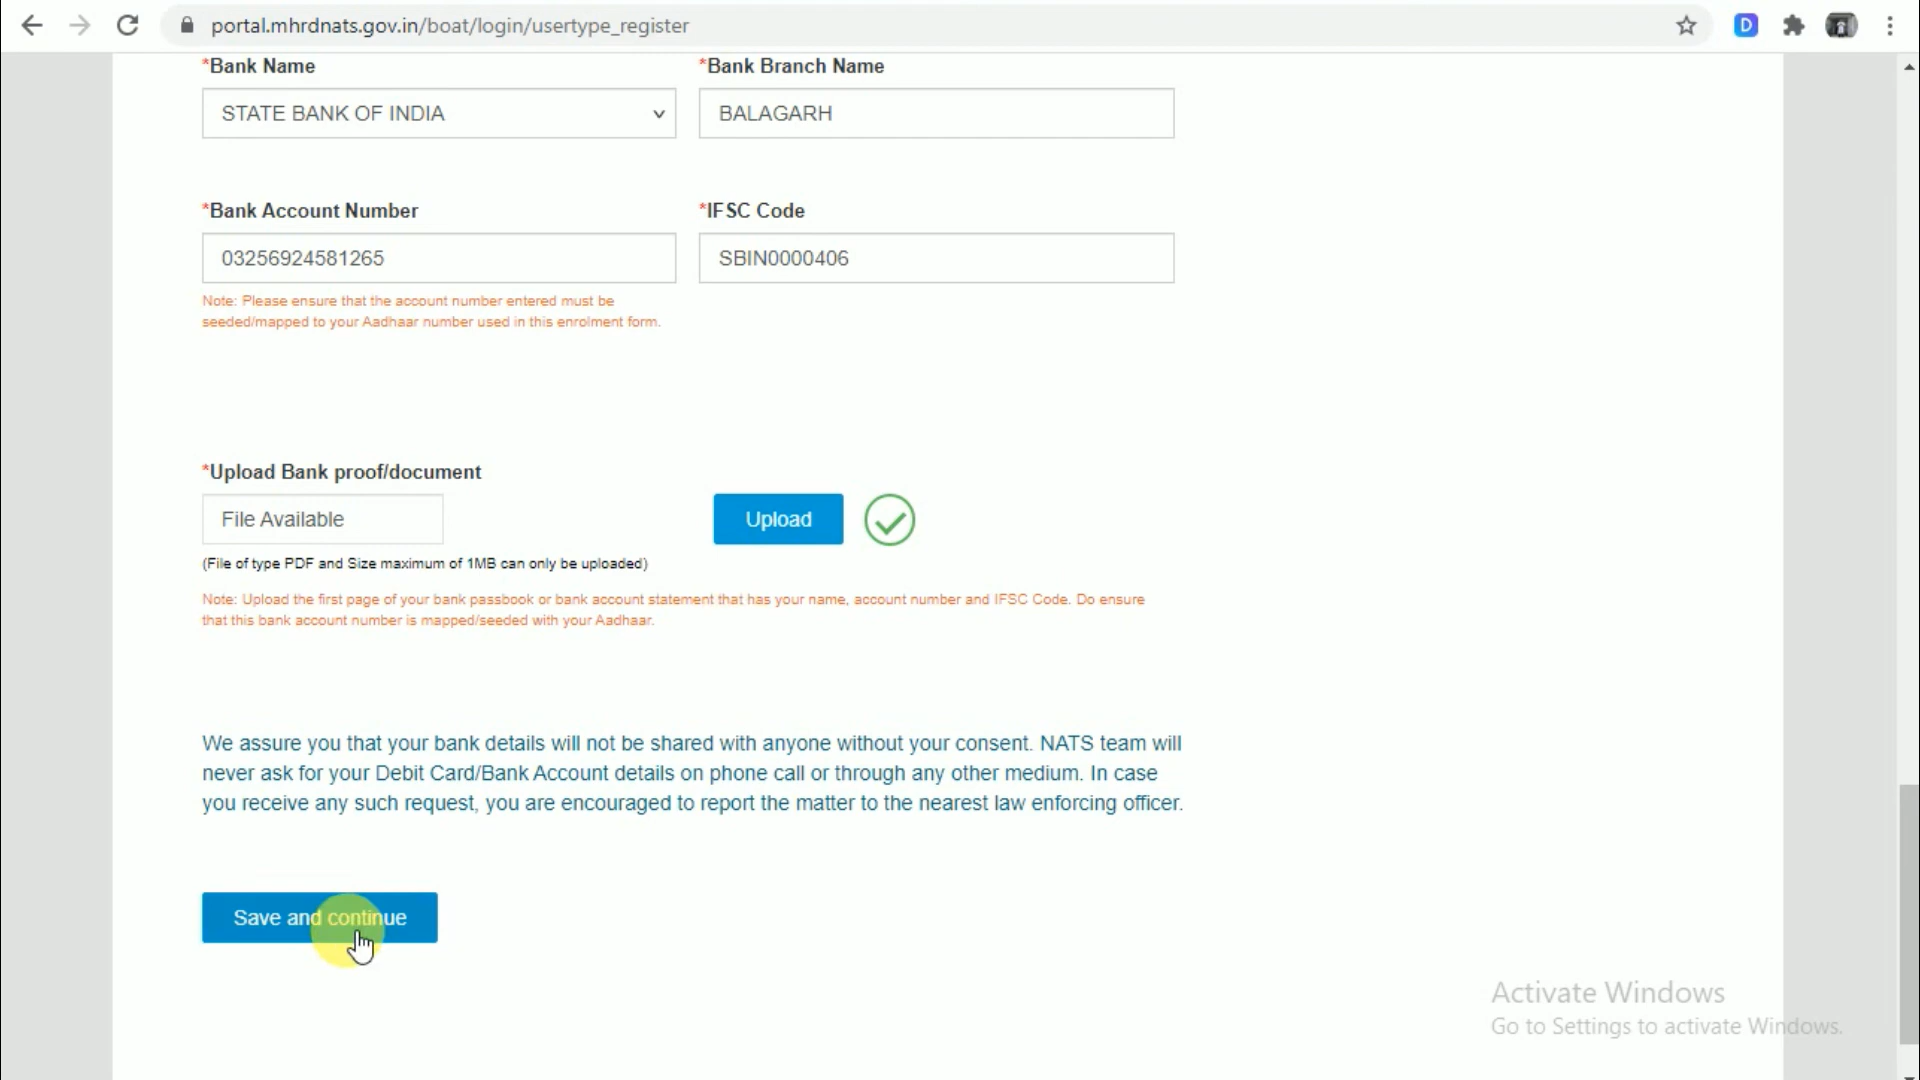 portal.mhrdnats.gov.in/boat/login/usertype_register
D
*Bank Name
*Bank Branch Name
STATE BANK OF INDIA
BALAGARH
*Bank Account Number
*IFSC Code
03256924581265
SBIN0000406
Note: Please ensure that the account number entered must be
seeded/mapped to your Aadhaar number used in this enrolment form.
*Upload Bank proof/document
File Available
Upload
(File of type PDF and Size maximum of 1MB can only be uploaded)
Note: Upload the first page of your bank passbook or bank account statement that has your name, account number and IFSC Code. Do ensure
that this bank account number is mapped/seeded with your Aadhaar.
We assure you that your bank details will not be shared with anyone without your consent. NATS team will
never ask for your Debit Card/Bank Account details on phone call or through any other medium. In case
you receive any such request, you are encouraged to report the matter to the nearest law enforcing officer.
Save and continue
Activate Windows
Go to Settings to activate Windows.